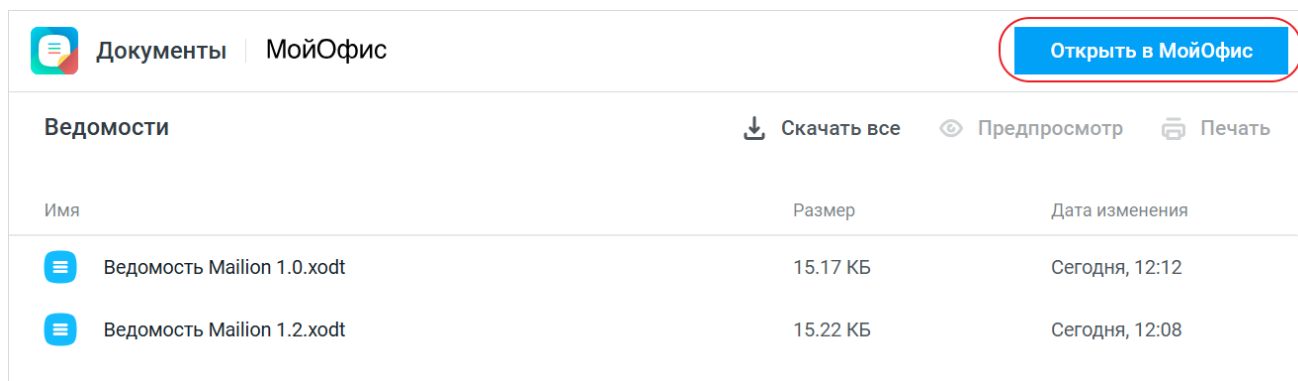 Документы МойОфис Открыть в МойОфис
Ведомости Скачать все Предпросмотр Печать
Имя Размер Дата изменения
Ведомость Mailion 1.0.xodt 15.17 КБ Сегодня, 12:12
Ведомость Mailion 1.2.xodt 15.22 КБ Сегодня, 12:08